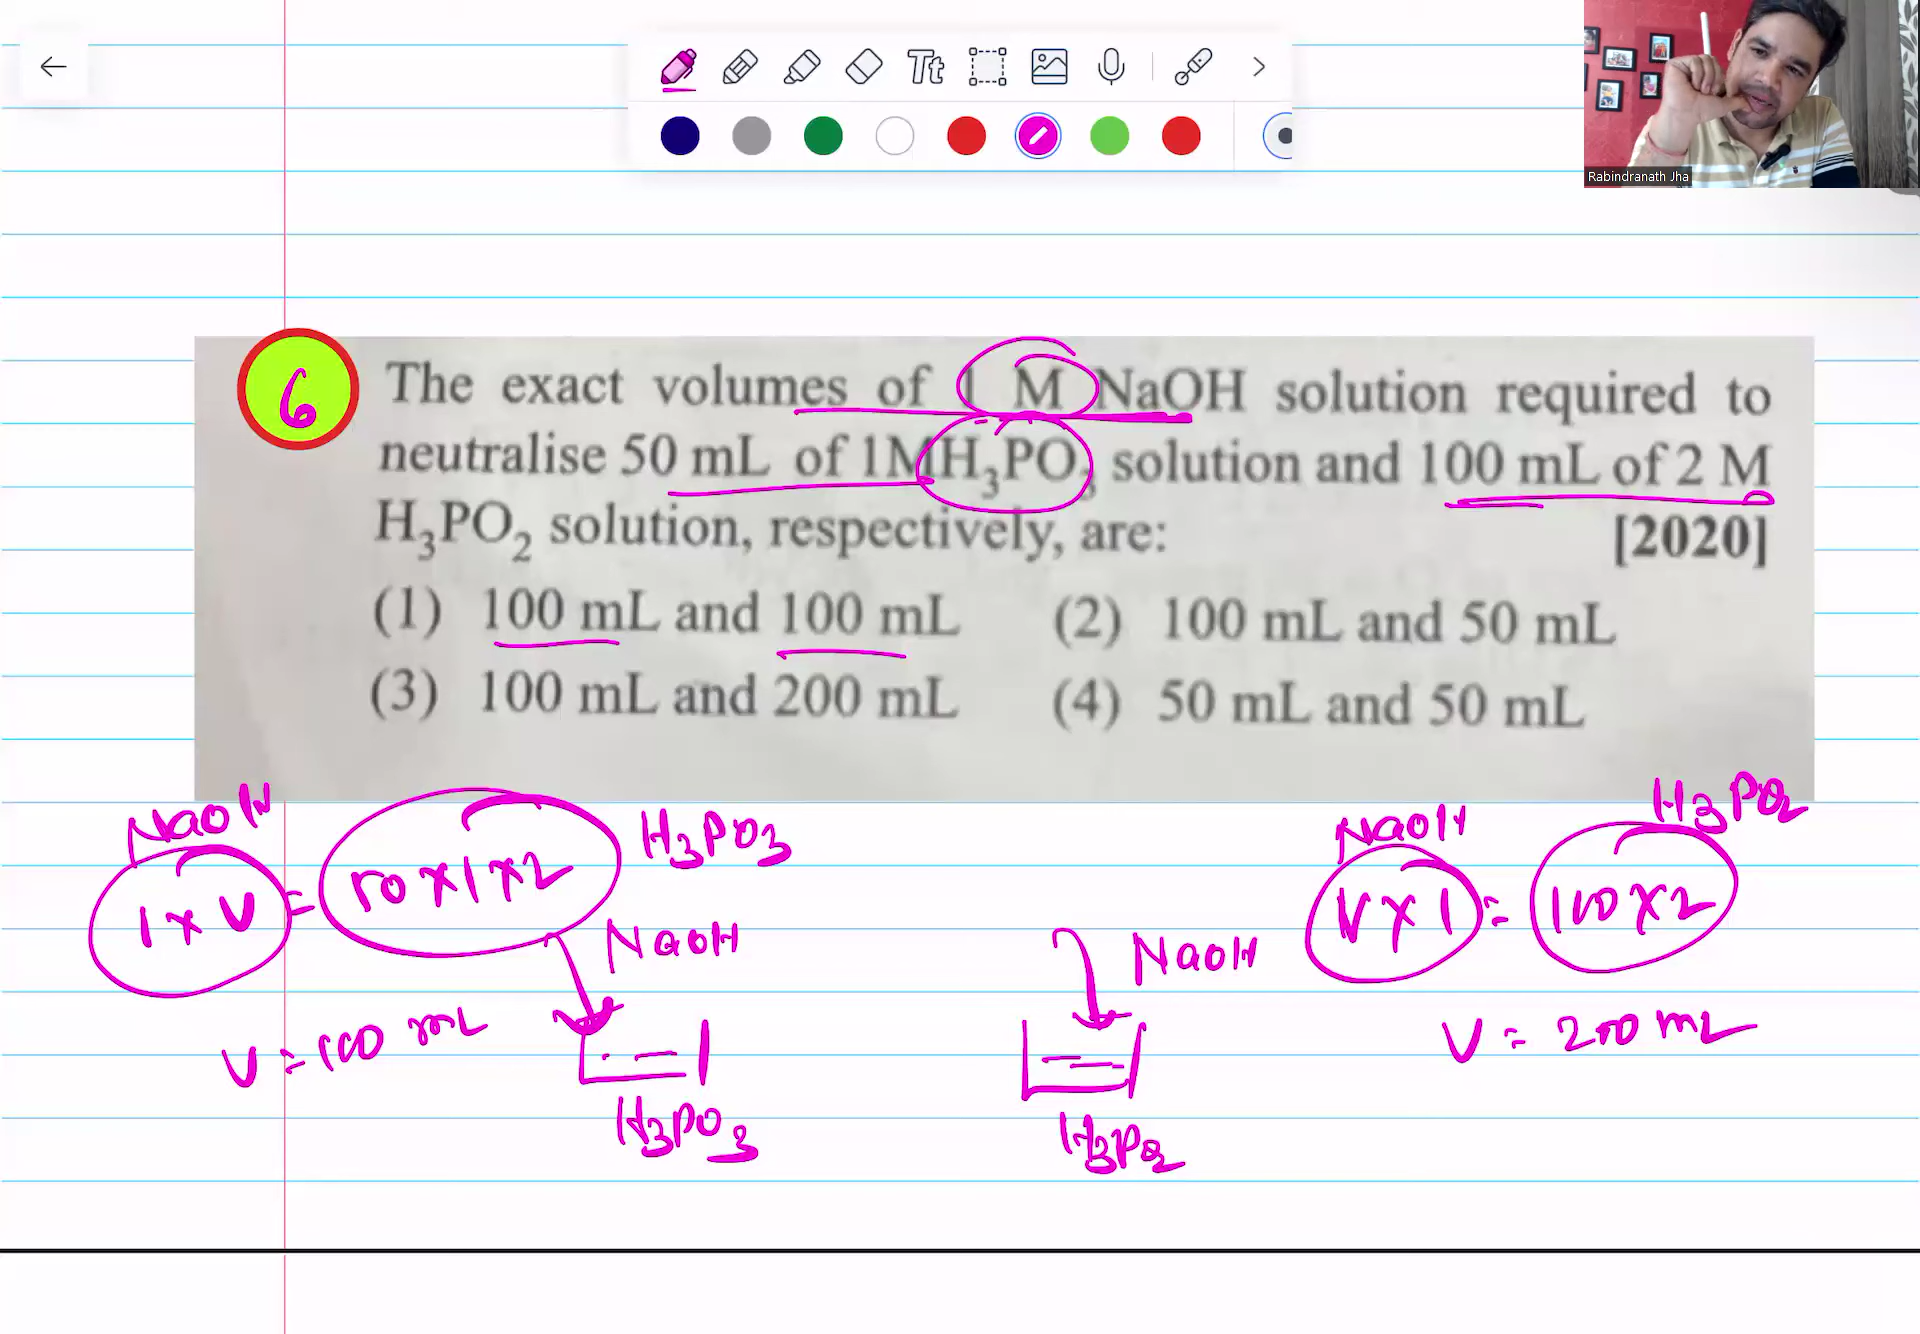 Tt
Rabindranath Jha
6
The exact volumes of 1 M NaOH solution required to
neutralise 50 mL of 1MH₃PO₃ solution and 100 mL of 2 M
H₃PO₂ solution, respectively, are:
[2020]
(1) 100 mL and 100 mL (2) 100 mL and 50 mL
(3) 100 mL and 200 mL (4) 50 mL and 50 mL
NaOH
1 × V = 50 × 1 × 2 H₃PO₃
NaOH
V = 100 mL
H₃PO₃
NaOH H₃PO₂
V × 1 = 100 × 2
NaOH
V = 200 mL
H₃PO₂